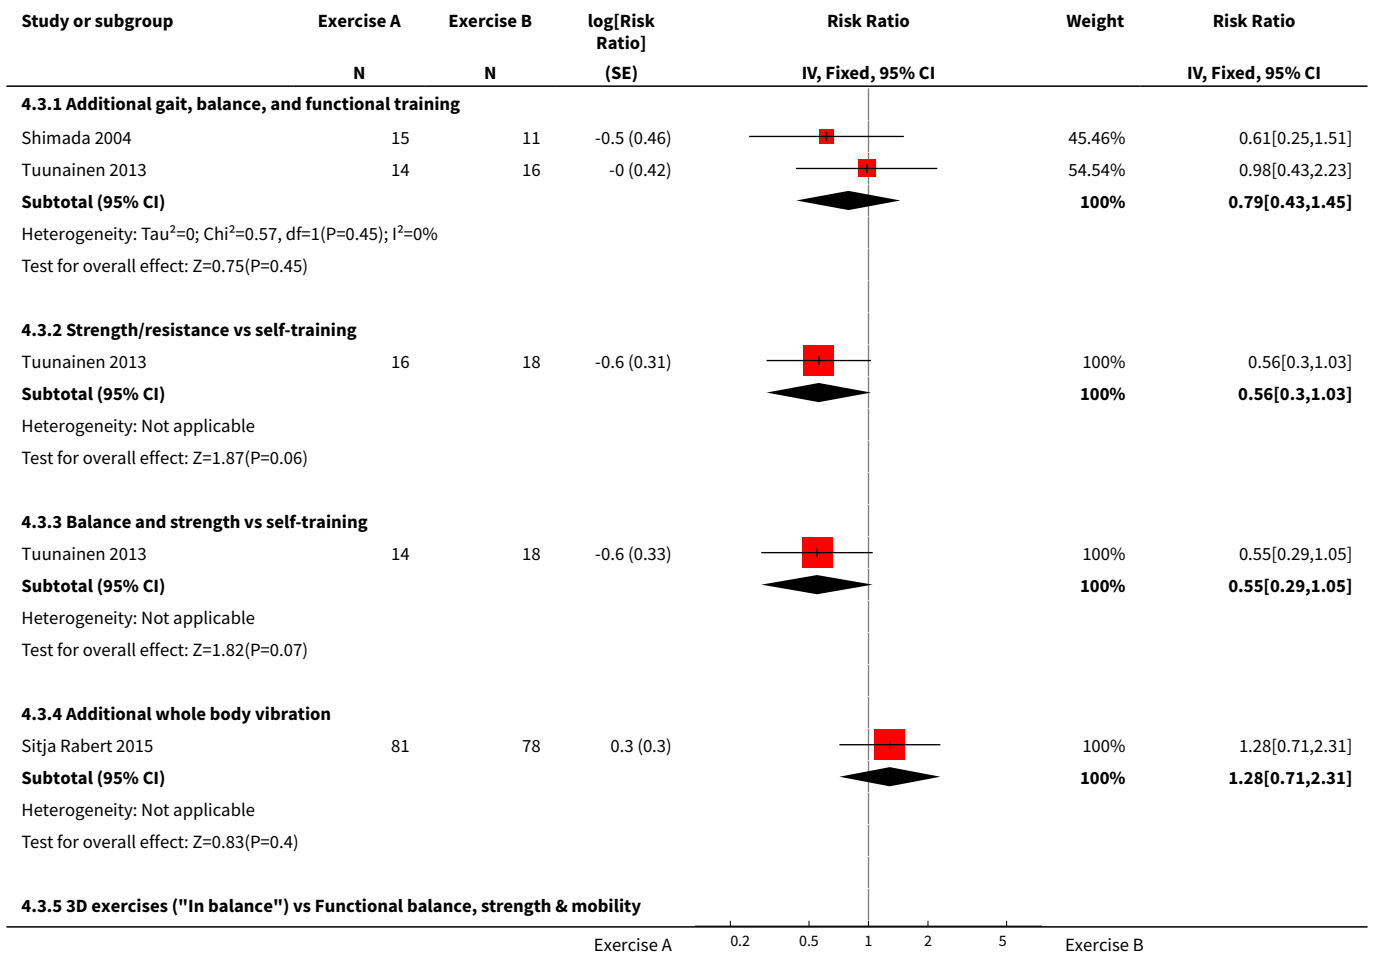 Study or subgroup Exercise A Exercise B log[Risk Ratio] Risk Ratio Weight Risk Ratio
N N (SE) IV, Fixed, 95% CI IV, Fixed, 95% CI
4.3.1 Additional gait, balance, and functional training
Shimada 2004 15 11 -0.5 (0.46) 45.46% 0.61[0.25,1.51]
Tuunainen 2013 14 16 -0 (0.42) 54.54% 0.98[0.43,2.23]
Subtotal (95% CI) 100% 0.79[0.43,1.45]
Heterogeneity: Tau²=0; Chi²=0.57, df=1(P=0.45); I²=0%
Test for overall effect: Z=0.75(P=0.45)
4.3.2 Strength/resistance vs self-training
Tuunainen 2013 16 18 -0.6 (0.31) 100% 0.56[0.3,1.03]
Subtotal (95% CI) 100% 0.56[0.3,1.03]
Heterogeneity: Not applicable
Test for overall effect: Z=1.87(P=0.06)
4.3.3 Balance and strength vs self-training
Tuunainen 2013 14 18 -0.6 (0.33) 100% 0.55[0.29,1.05]
Subtotal (95% CI) 100% 0.55[0.29,1.05]
Heterogeneity: Not applicable
Test for overall effect: Z=1.82(P=0.07)
4.3.4 Additional whole body vibration
Sitja Rabert 2015 81 78 0.3 (0.3) 100% 1.28[0.71,2.31]
Subtotal (95% CI) 100% 1.28[0.71,2.31]
Heterogeneity: Not applicable
Test for overall effect: Z=0.83(P=0.4)
4.3.5 3D exercises ("In balance") vs Functional balance, strength & mobility
Exercise A 0.2 0.5 1 2 5 Exercise B